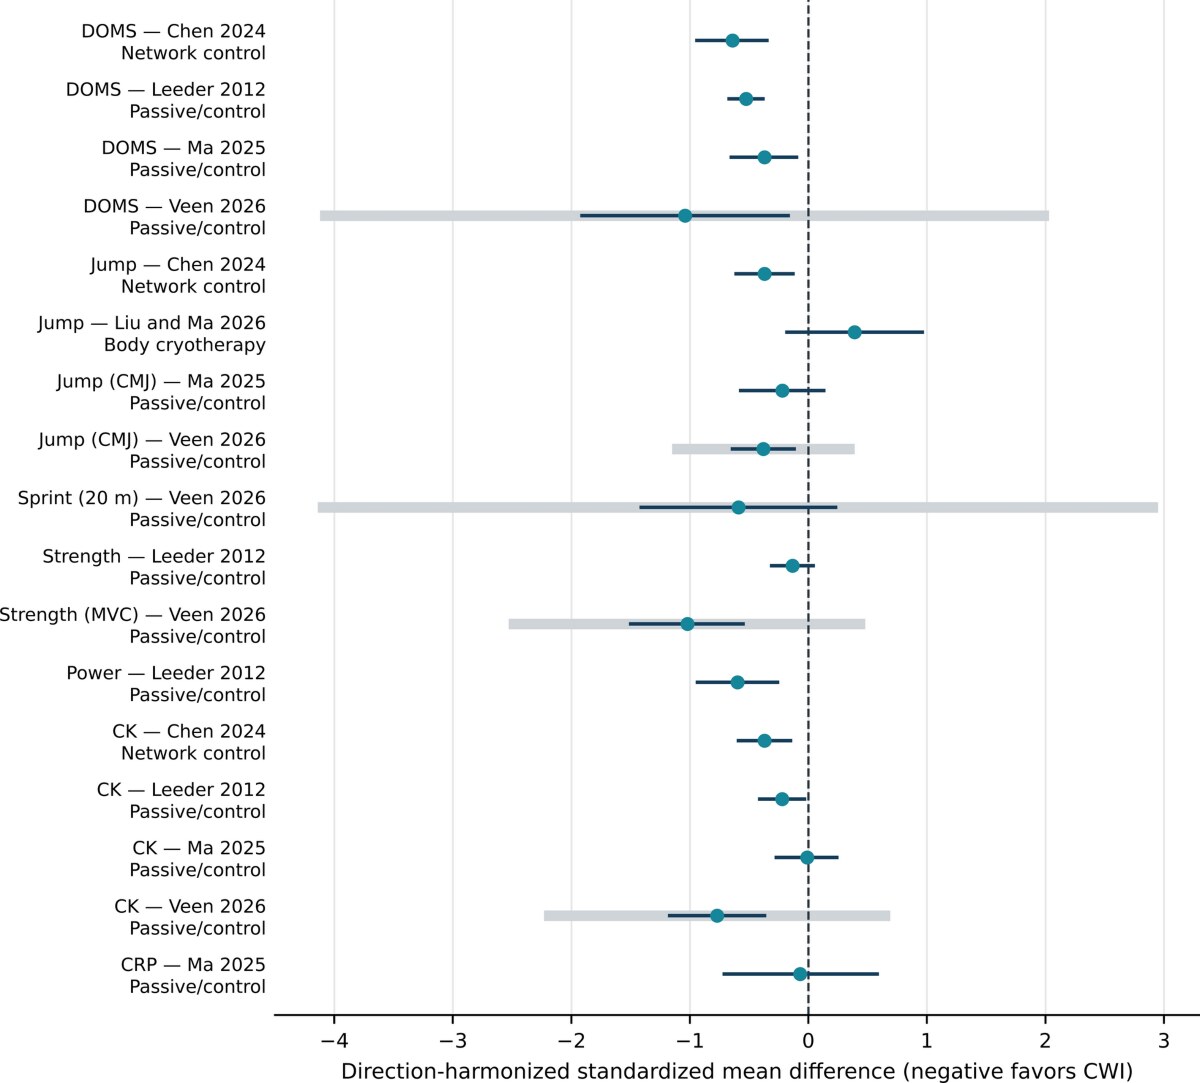 DOMS — Chen 2024
Network control
DOMS — Leeder 2012
Passive/control
DOMS — Ma 2025
Passive/control
DOMS — Veen 2026
Passive/control
Jump — Chen 2024
Network control
Jump — Liu and Ma 2026
Body cryotherapy
Jump (CMJ) — Ma 2025
Passive/control
Jump (CMJ) — Veen 2026
Passive/control
Sprint (20 m) — Veen 2026
Passive/control
Strength — Leeder 2012
Passive/control
Strength (MVC) — Veen 2026
Passive/control
Power — Leeder 2012
Passive/control
CK — Chen 2024
Network control
CK — Leeder 2012
Passive/control
CK — Ma 2025
Passive/control
CK — Veen 2026
Passive/control
CRP — Ma 2025
Passive/control
−4 −3 −2 −1 0 1 2 3
Direction-harmonized standardized mean difference (negative favors CWI)